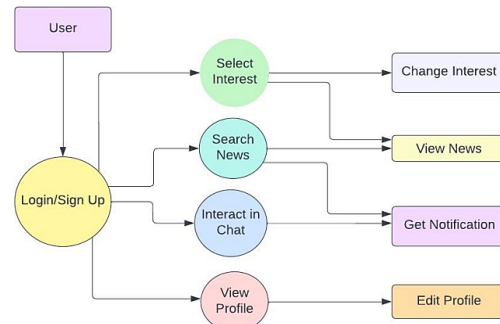 User
Select
Interest
Change Interest
Search
News
View News
Login/Sign Up
Interact in
Chat
Get Notification
View
Profile
Edit Profile